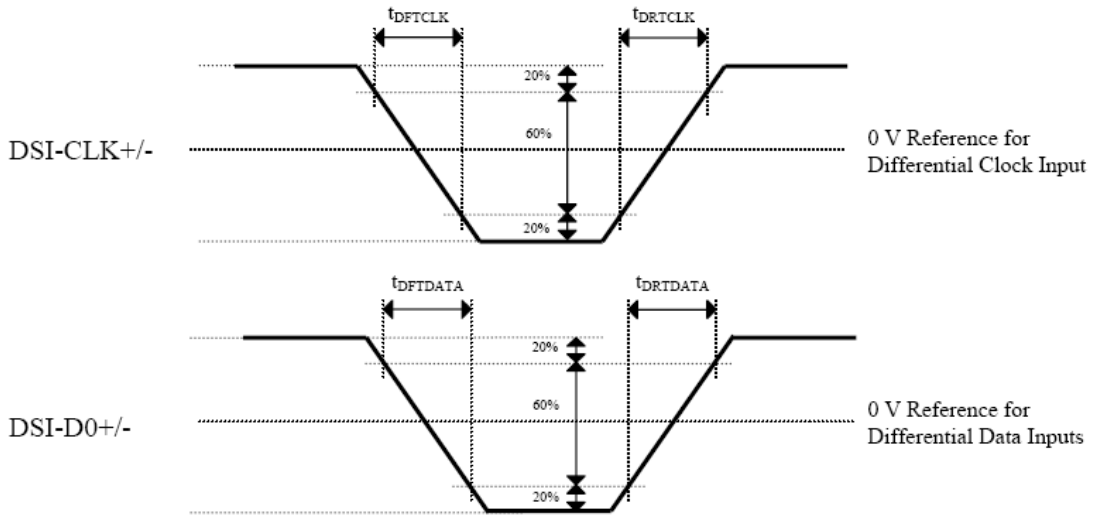 tDFTCLK
tDRTCLK
20%
DSI-CLK+/-
60%
0 V Reference for
Differential Clock Input
20%
tDFTDATA
tDRTDATA
20%
DSI-D0+/-
60%
0 V Reference for
Differential Data Inputs
20%